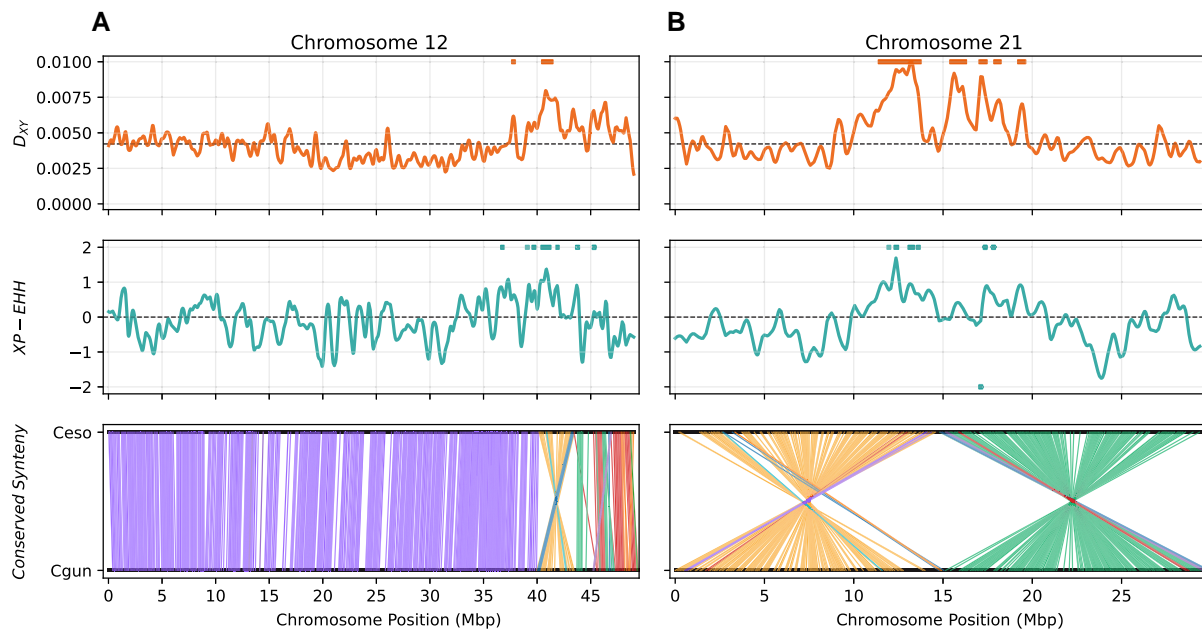 A
B
Chromosome 12
Chromosome 21
D_XY
0.0100
0.0075
0.0050
0.0025
0.0000
XP − EHH
2
1
0
−1
−2
Conserved Synteny
Ceso
Cgun
0 5 10 15 20 25 30 35 40 45
0 5 10 15 20 25
Chromosome Position (Mbp)
Chromosome Position (Mbp)